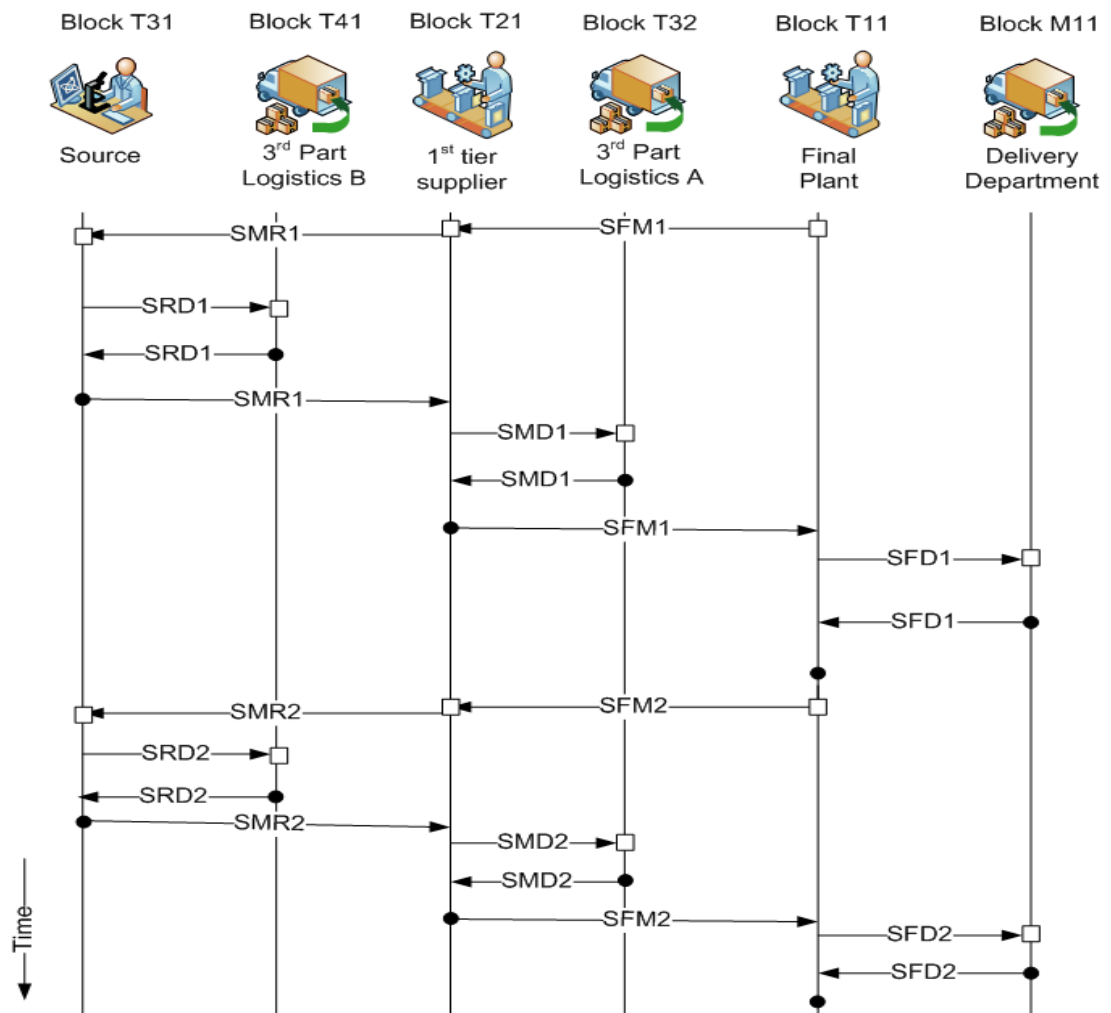 Block T31
Block T41
Block T21
Block T32
Block T11
Block M11
Source
3rd Part
Logistics B
1st tier
supplier
3rd Part
Logistics A
Final
Plant
Delivery
Department
SMR1
SFM1
SRD1
SRD1
SMR1
SMD1
SMD1
SFM1
SFD1
SFD1
SMR2
SFM2
SRD2
SRD2
SMR2
SMD2
SMD2
SFM2
SFD2
SFD2
Time